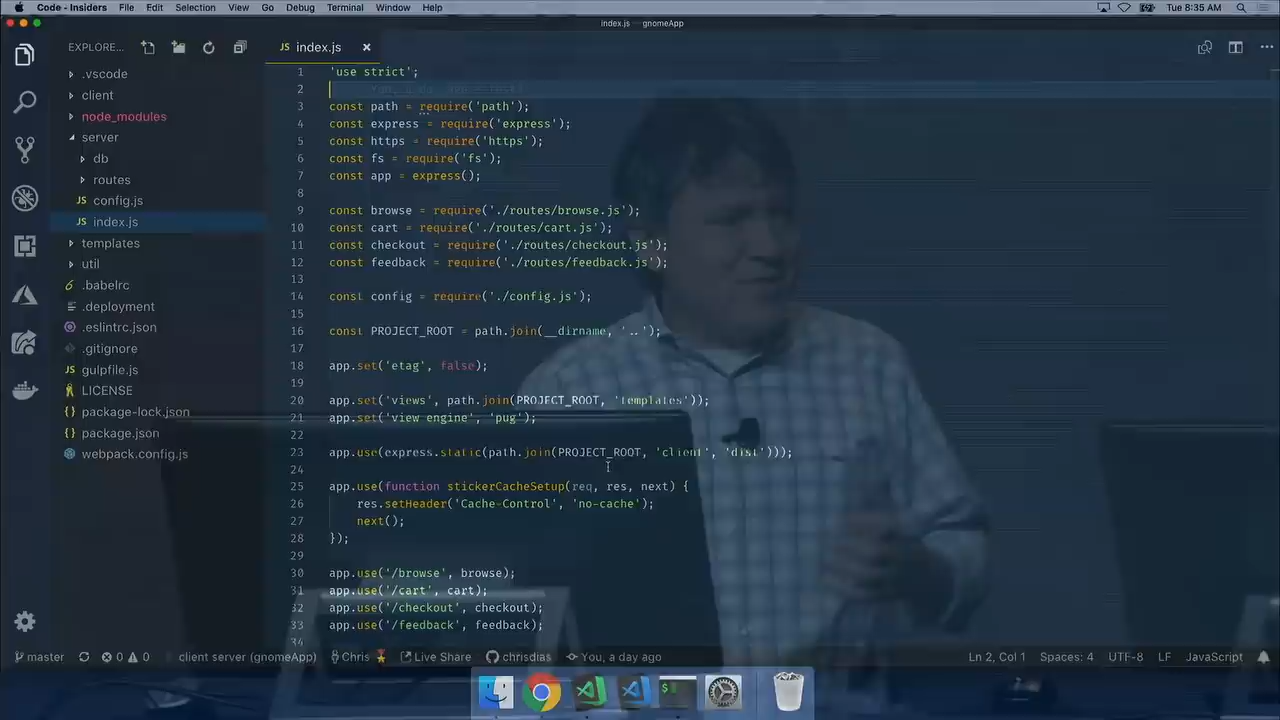 Code - Insiders File Edit Selection View Go Debug Terminal Window Help Tue 8:35 AM
index.js — gnomeApp
EXPLORE... JS index.js ×
.vscode
client
node_modules
server
db
routes
JS config.js
JS index.js
templates
util
.babelrc
.deployment
.eslintrc.json
.gitignore
gulpfile.js
LICENSE
package-lock.json
package.json
webpack.config.js
1 'use strict';
2
3 const path = require('path');
4 const express = require('express');
5 const https = require('https');
6 const fs = require('fs');
7 const app = express();
8
9 const browse = require('./routes/browse.js');
10 const cart = require('./routes/cart.js');
11 const checkout = require('./routes/checkout.js');
12 const feedback = require('./routes/feedback.js');
13
14 const config = require('./config.js');
15
16 const PROJECT_ROOT = path.join(__dirname, '..');
17
18 app.set('etag', false);
19
20 app.set('views', path.join(PROJECT_ROOT, 'templates'));
21 app.set('view engine', 'pug');
22
23 app.use(express.static(path.join(PROJECT_ROOT, 'client', 'dist')));
24
25 app.use(function stickerCacheSetup(req, res, next) {
26 res.setHeader('Cache-Control', 'no-cache');
27 next();
28 });
29
30 app.use('/browse', browse);
31 app.use('/cart', cart);
32 app.use('/checkout', checkout);
33 app.use('/feedback', feedback);
34
master 0 0 client server (gnomeApp) Chris Live Share chrisdias You, a day ago Ln 2, Col 1 Spaces: 4 UTF-8 LF JavaScript